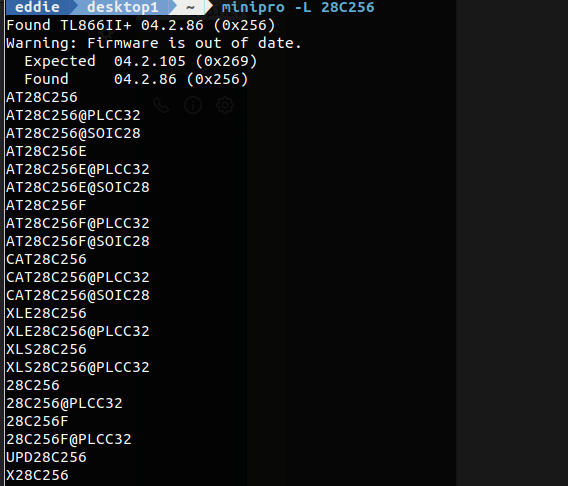 eddie desktop1 ~ minipro -L 28C256
Found TL866II+ 04.2.86 (0x256)
Warning: Firmware is out of date.
  Expected  04.2.105 (0x269)
  Found     04.2.86 (0x256)
AT28C256
AT28C256@PLCC32
AT28C256@SOIC28
AT28C256E
AT28C256E@PLCC32
AT28C256E@SOIC28
AT28C256F
AT28C256F@PLCC32
AT28C256F@SOIC28
CAT28C256
CAT28C256@PLCC32
CAT28C256@SOIC28
XLE28C256
XLE28C256@PLCC32
XLS28C256
XLS28C256@PLCC32
28C256
28C256@PLCC32
28C256F
28C256F@PLCC32
UPD28C256
X28C256